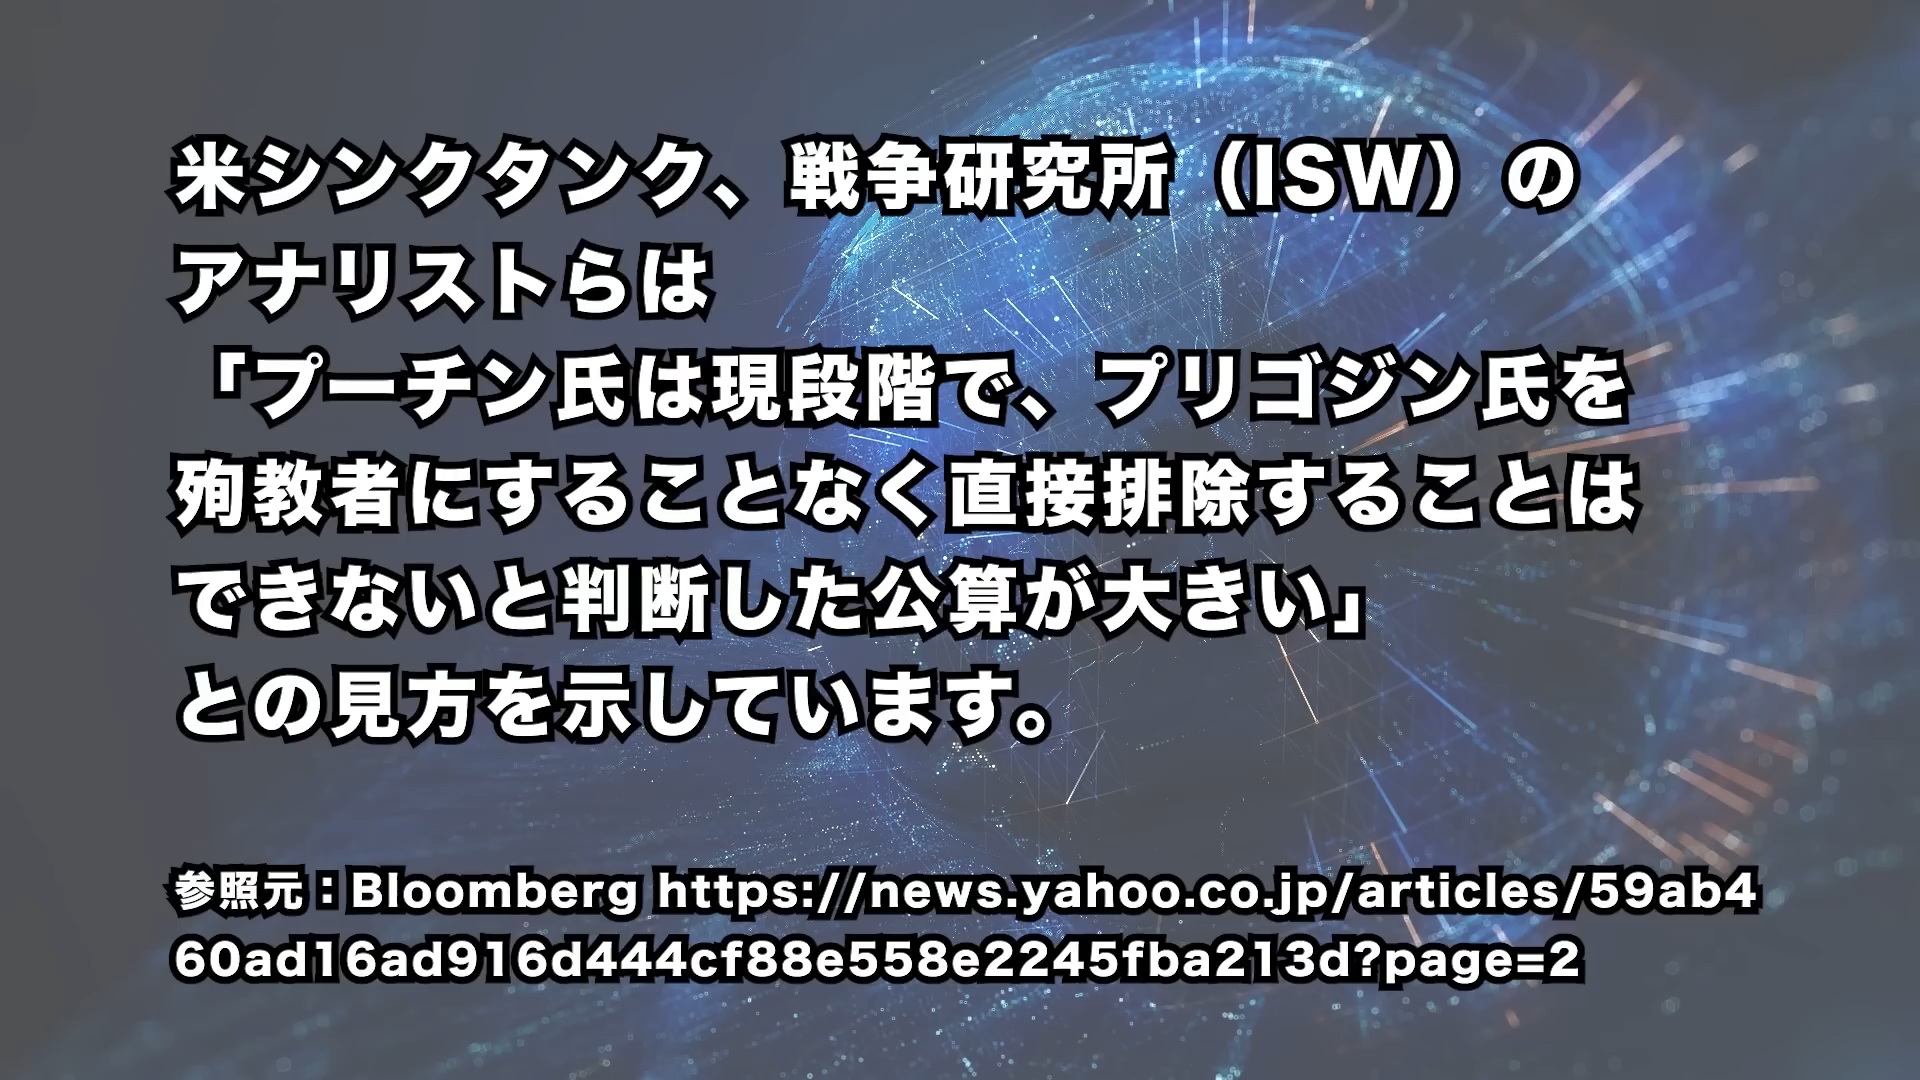 米シンクタンク、戦争研究所（ISW）の
アナリストらは
「プーチン氏は現段階で、プリゴジン氏を
殉教者にすることなく直接排除することは
できないと判断した公算が大きい」
との見方を示しています。
参照元：Bloomberg https://news.yahoo.co.jp/articles/59ab4
60ad16ad916d444cf88e558e2245fba213d?page=2